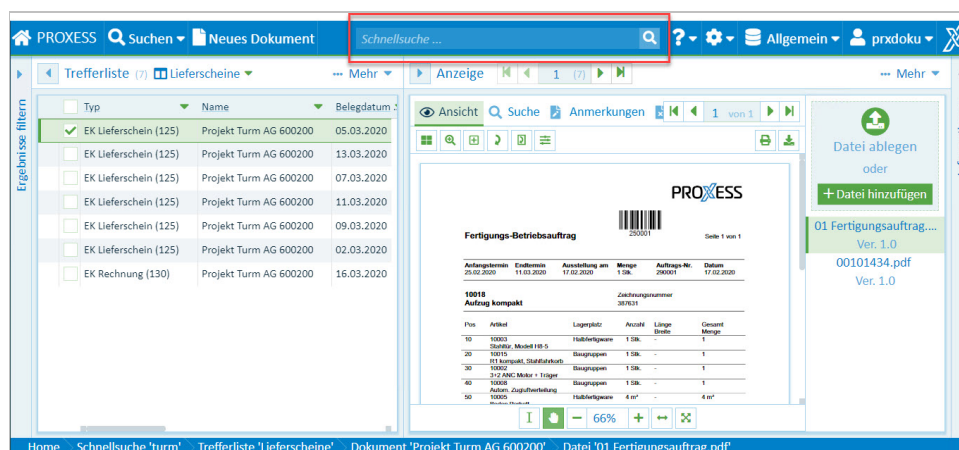 PROXESS Suchen Neues Dokument Schnellsuche ... ? Allgemein prxdoku
Trefferliste (7) Lieferscheine ... Mehr Anzeige 1 (7) ... Mehr
Ergebnisse filtern
Typ Name Belegdatum
EK Lieferschein (125) Projekt Turm AG 600200 05.03.2020
EK Lieferschein (125) Projekt Turm AG 600200 13.03.2020
EK Lieferschein (125) Projekt Turm AG 600200 07.03.2020
EK Lieferschein (125) Projekt Turm AG 600200 11.03.2020
EK Lieferschein (125) Projekt Turm AG 600200 09.03.2020
EK Lieferschein (125) Projekt Turm AG 600200 02.03.2020
EK Rechnung (130) Projekt Turm AG 600200 16.03.2020
Ansicht Suche Anmerkungen 1 von 1
PROXESS
250001
Fertigungs-Betriebsauftrag Seite 1 von 1
Anfangstermin Endtermin Ausstellung am Menge Auftrags-Nr. Datum
25.02.2020 11.03.2020 17.02.2020 1 Stk. 290001 17.02.2020
10018 Zeichnungsnummer
Aufzug kompakt 387631
Pos Artikel Lagerplatz Anzahl Länge Gesamt
Breite Menge
10 10003 Halbfertigware 1 Stk. - 1
Stahltür, Modell H8-5
20 10015 Baugruppen 1 Stk. - 1
R1 kompakt, Stahlfahrkorb
30 10002 Baugruppen 1 Stk. - 1
3+2 ANC Motor + Träger
40 10008 Baugruppen 1 Stk. - 1
Autom. Zugluftverteilung
50 10005 Halbfertigware 4 m² - 4 m²
66%
Datei ablegen
oder
+ Datei hinzufügen
01 Fertigungsauftrag....
Ver. 1.0
00101434.pdf
Ver. 1.0
Home Schnellsuche 'turm' Trefferliste 'Lieferscheine' Dokument 'Projekt Turm AG 600200' Datei '01 Fertigungsauftrag.pdf'